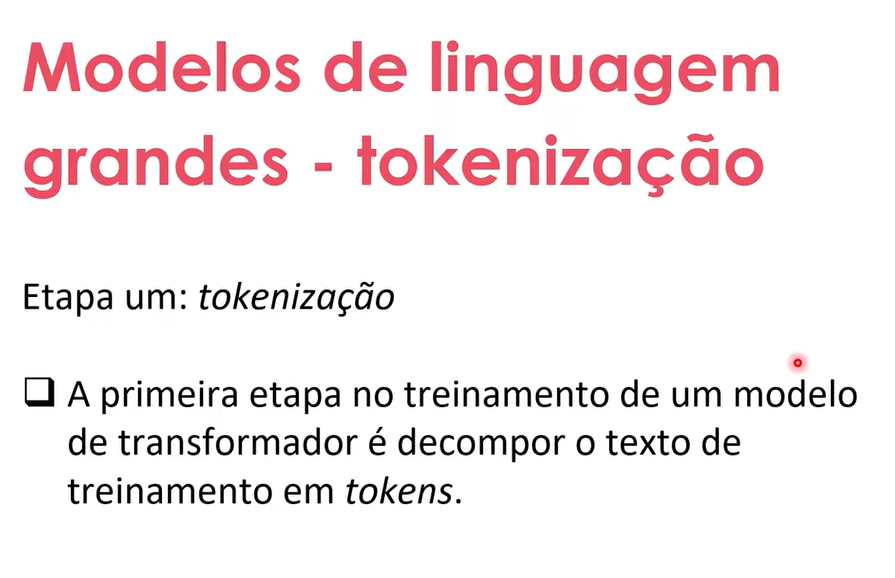 Modelos de linguagem
grandes - tokenização
Etapa um: tokenização
❑ A primeira etapa no treinamento de um modelo
de transformador é decompor o texto de
treinamento em tokens.